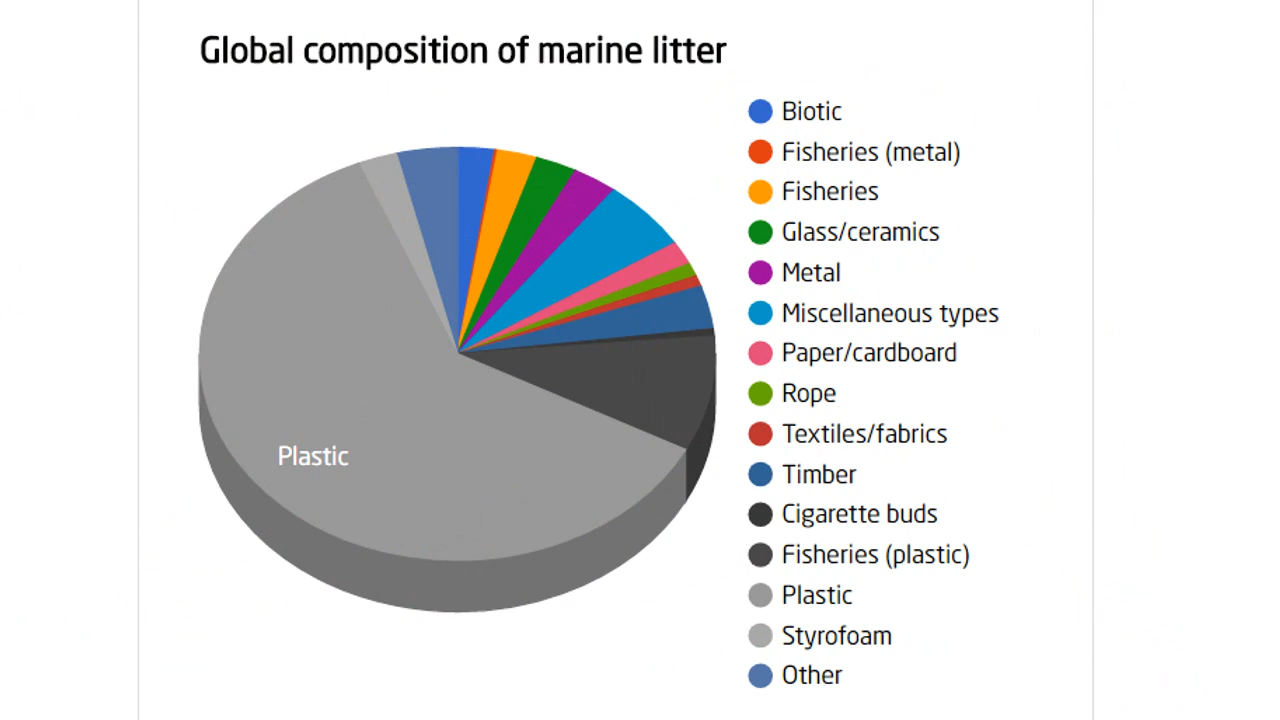 Global composition of marine litter
Biotic
Fisheries (metal)
Fisheries
Glass/ceramics
Metal
Miscellaneous types
Paper/cardboard
Rope
Textiles/fabrics
Timber
Cigarette buds
Fisheries (plastic)
Plastic
Styrofoam
Other
Plastic